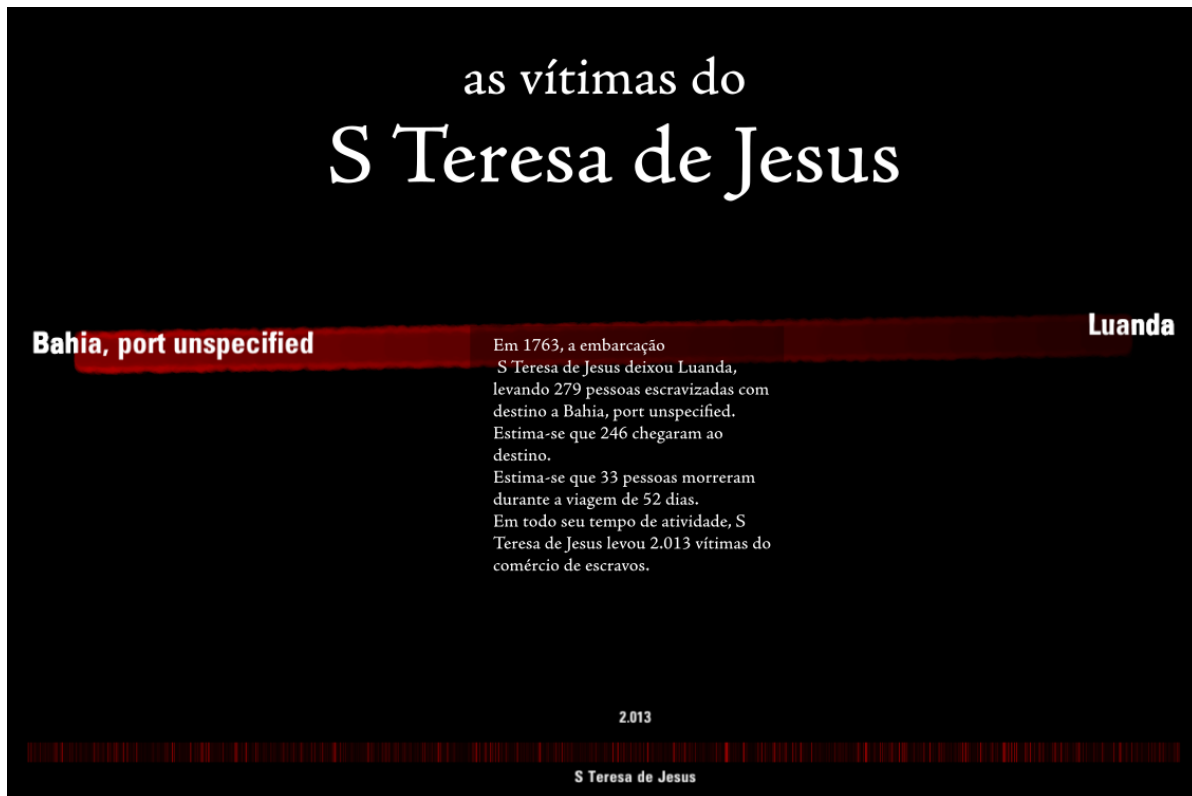 as vítimas do
S Teresa de Jesus
Bahia, port unspecified
Luanda
Em 1763, a embarcação
S Teresa de Jesus deixou Luanda,
levando 279 pessoas escravizadas com
destino a Bahia, port unspecified.
Estima-se que 246 chegaram ao
destino.
Estima-se que 33 pessoas morreram
durante a viagem de 52 dias.
Em todo seu tempo de atividade, S
Teresa de Jesus levou 2.013 vítimas do
comércio de escravos.
2.013
S Teresa de Jesus